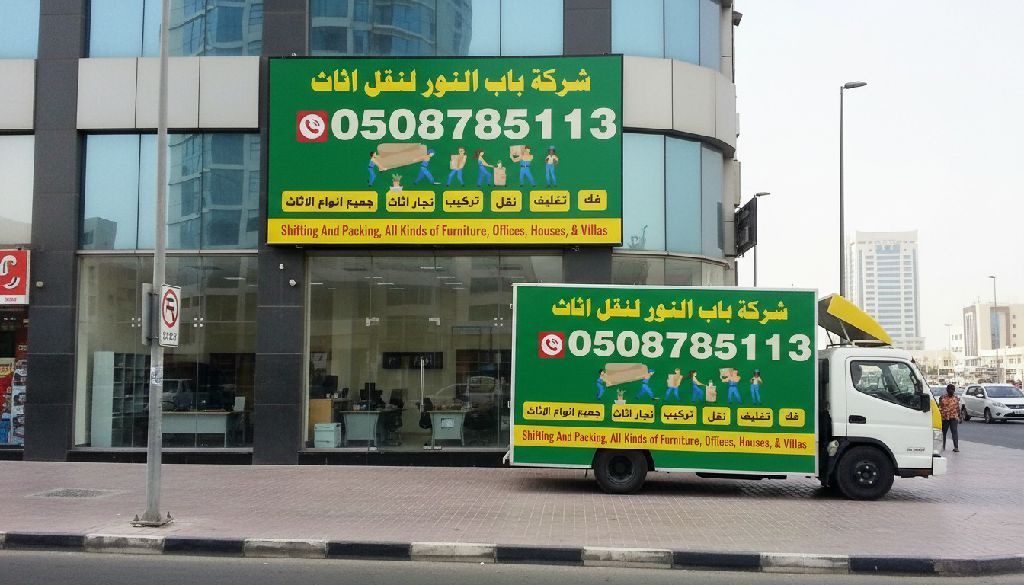 شركة باب النور لنقل اثاث
0508785113
فك تغليف نقل تركيب نجار اثاث جميع انواع الاثاث
Shifting And Packing, All Kinds of Furniture, Offices, Houses, & Villas
شركة باب النور لنقل اثاث
0508785113
فك تغليف نقل تركيب نجار اثاث جميع انواع الاثاث
Shifting And Packing, All Kinds of Furniture, Offices, Houses, & Villas